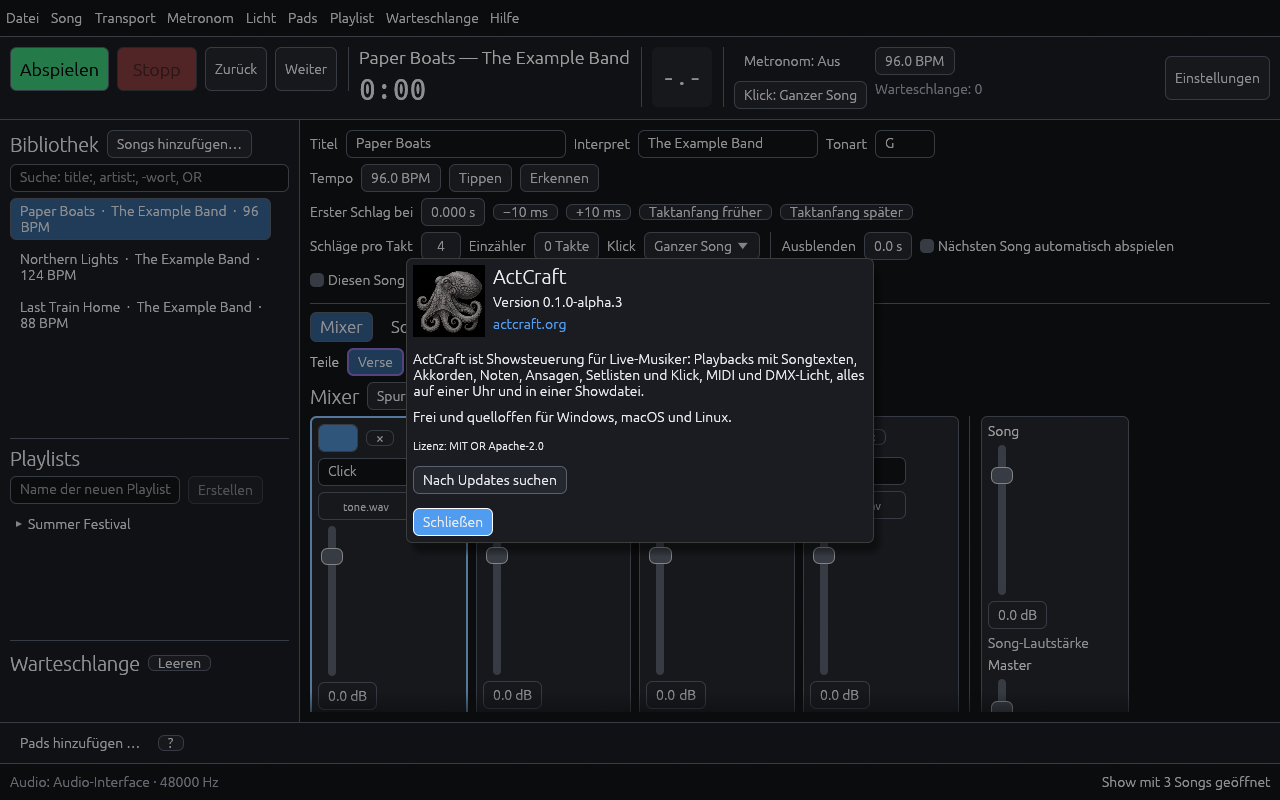 Datei Song Transport Metronom Licht Pads Playlist Warteschlange Hilfe
Abspielen Stopp Zurück Weiter
Paper Boats — The Example Band
0:00
-.-
Metronom: Aus
Klick: Ganzer Song
96.0 BPM
Warteschlange: 0
Einstellungen
Bibliothek Songs hinzufügen…
Suche: title:, artist:, -wort, OR
Paper Boats · The Example Band · 96
BPM
Northern Lights · The Example Band ·
124 BPM
Last Train Home · The Example Band ·
88 BPM
Playlists
Name der neuen Playlist Erstellen
▸ Summer Festival
Warteschlange Leeren
Titel Paper Boats Interpret The Example Band Tonart G
Tempo 96.0 BPM Tippen Erkennen
Erster Schlag bei 0.000 s −10 ms +10 ms Taktanfang früher Taktanfang später
Schläge pro Takt 4 Einzähler 0 Takte Klick Ganzer Song Ausblenden 0.0 s Nächsten Song automatisch abspielen
Diesen Song
Mixer
Teile Verse
Mixer Spur
×
Click
tone.wav
0.0 dB 0.0 dB 0.0 dB 0.0 dB
Song
0.0 dB
Song-Lautstärke
Master
ActCraft
Version 0.1.0-alpha.3
actcraft.org
ActCraft ist Showsteuerung für Live-Musiker: Playbacks mit Songtexten,
Akkorden, Noten, Ansagen, Setlisten und Klick, MIDI und DMX-Licht, alles
auf einer Uhr und in einer Showdatei.
Frei und quelloffen für Windows, macOS und Linux.
Lizenz: MIT OR Apache-2.0
Nach Updates suchen
Schließen
Pads hinzufügen … ?
Audio: Audio-Interface · 48000 Hz
Show mit 3 Songs geöffnet